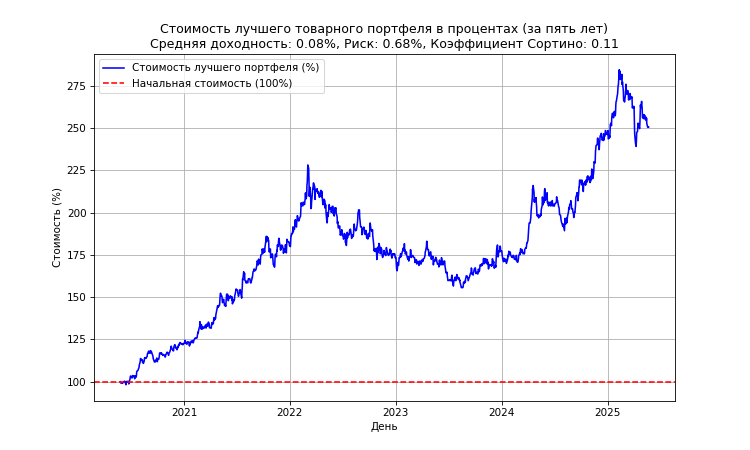 Стоимость лучшего товарного портфеля в процентах (за пять лет)
Средняя доходность: 0.08%, Риск: 0.68%, Коэффициент Сортино: 0.11
Стоимость лучшего портфеля (%)
Начальная стоимость (100%)
Стоимость (%)
275
250
225
200
175
150
125
100
2021
2022
2023
2024
2025
День